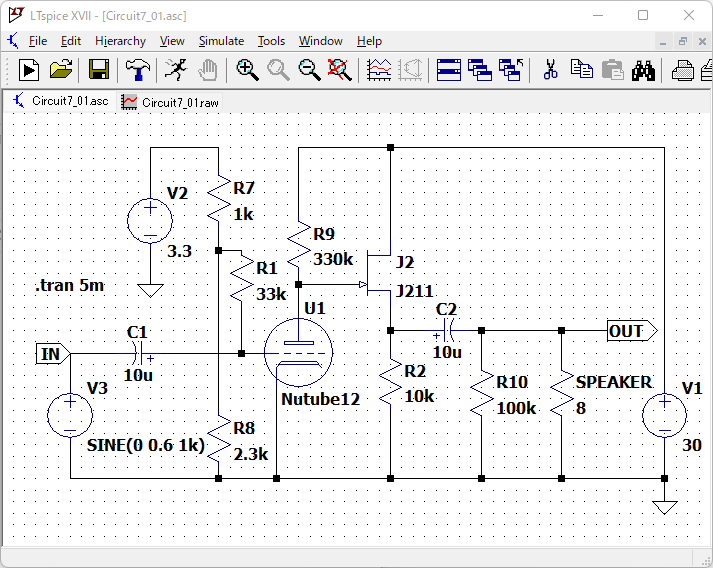 LTspice XVII - [Circuit7_01.asc]
File Edit Hierarchy View Simulate Tools Window Help
Circuit7_01.asc Circuit7_01.raw
V2
3.3
R7
1k
R9
330k
J2
J211
R1
33k
.tran 5m
U1
Nutube12
C1
10u
IN
C2
10u
OUT
V3
SINE(0 0.6 1k)
R8
2.3k
R2
10k
R10
100k
SPEAKER
8
V1
30